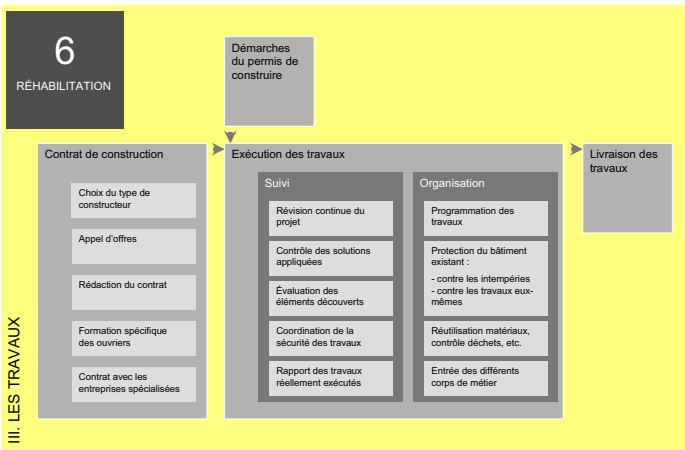 6
RÉHABILITATION
Démarches
du permis de
construire
Contrat de construction
Choix du type de
constructeur
Appel d'offres
Rédaction du contrat
Formation spécifique
des ouvriers
Contrat avec les
entreprises spécialisées
Exécution des travaux
Suivi
Révision continue du
projet
Contrôle des solutions
appliquées
Évaluation des
éléments découverts
Coordination de la
sécurité des travaux
Rapport des travaux
réellement exécutés
Organisation
Programmation des
travaux
Protection du bâtiment
existant :
- contre les intempéries
- contre les travaux eux-
mêmes
Réutilisation matériaux,
contrôle déchets, etc.
Entrée des différents
corps de métier
Livraison des
travaux
III. LES TRAVAUX